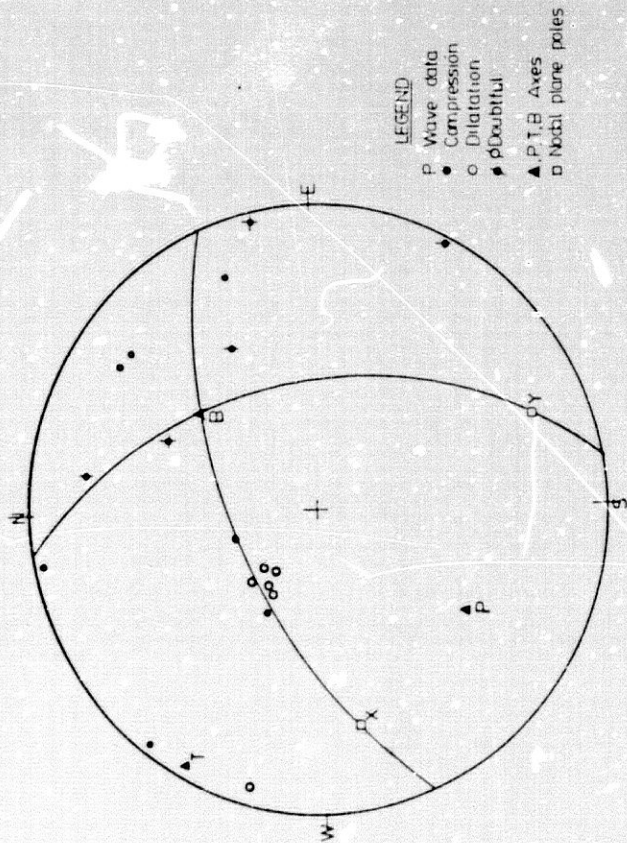 N
E
B
T
X
Y
P
W
S
LEGEND
P Wave data
Compression
Dilatation
Doubtful
P.T.B Axes
Nodal plane poles